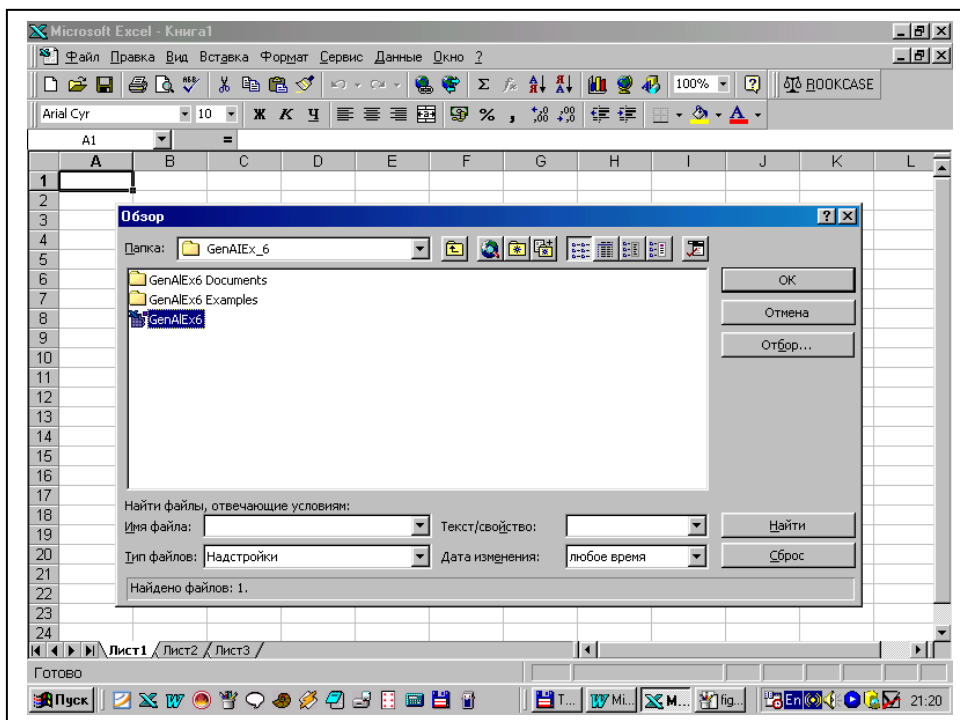 Microsoft Excel - Книга1
Файл Правка Вид Вставка Формат Сервис Данные Окно ?
100% BOOKCASE
Arial Cyr 10 Ж К Ч % ,
A1 =
A B C D E F G H I J K L
1
2
3
4
5
6
7
8
9
10
11
12
13
14
15
16
17
18
19
20
21
22
23
24
Обзор
Папка: GenAlEx_6
GenAlEx6 Documents
GenAlEx6 Examples
GenAlEx6
ОК
Отмена
Отбор...
Найти файлы, отвечающие условиям:
Имя файла: Текст/свойство: Найти
Тип файлов: Надстройки Дата изменения: любое время Сброс
Найдено файлов: 1.
Лист1 Лист2 Лист3
Готово
Пуск T... Mi... M... fig... En 21:20